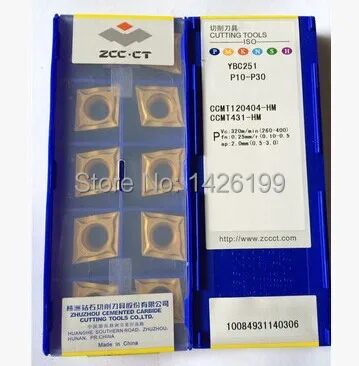 ZCC·CT
株洲钻石切削刀具股份有限公司
ZHUZHOU CEMENTED CARBIDE
CUTTING TOOLS CO.,LTD.
HUANGHE SOUTHERN ROAD, ZHUZHOU,
HUNAN, PR.CHINA
Made in China
切削刀具
CUTTING TOOLS
ISO
P M K N S H
YBC251
P10-P30
CCMT120404-HM
CCMT431-HM
P
Vc:320m/min(260-400)
fn:0.25mm/r(0.10-0.5
ap:2.0mm(0.5-3.0)
http://www.zccct.com
10084931140306
Shop No.:1426199